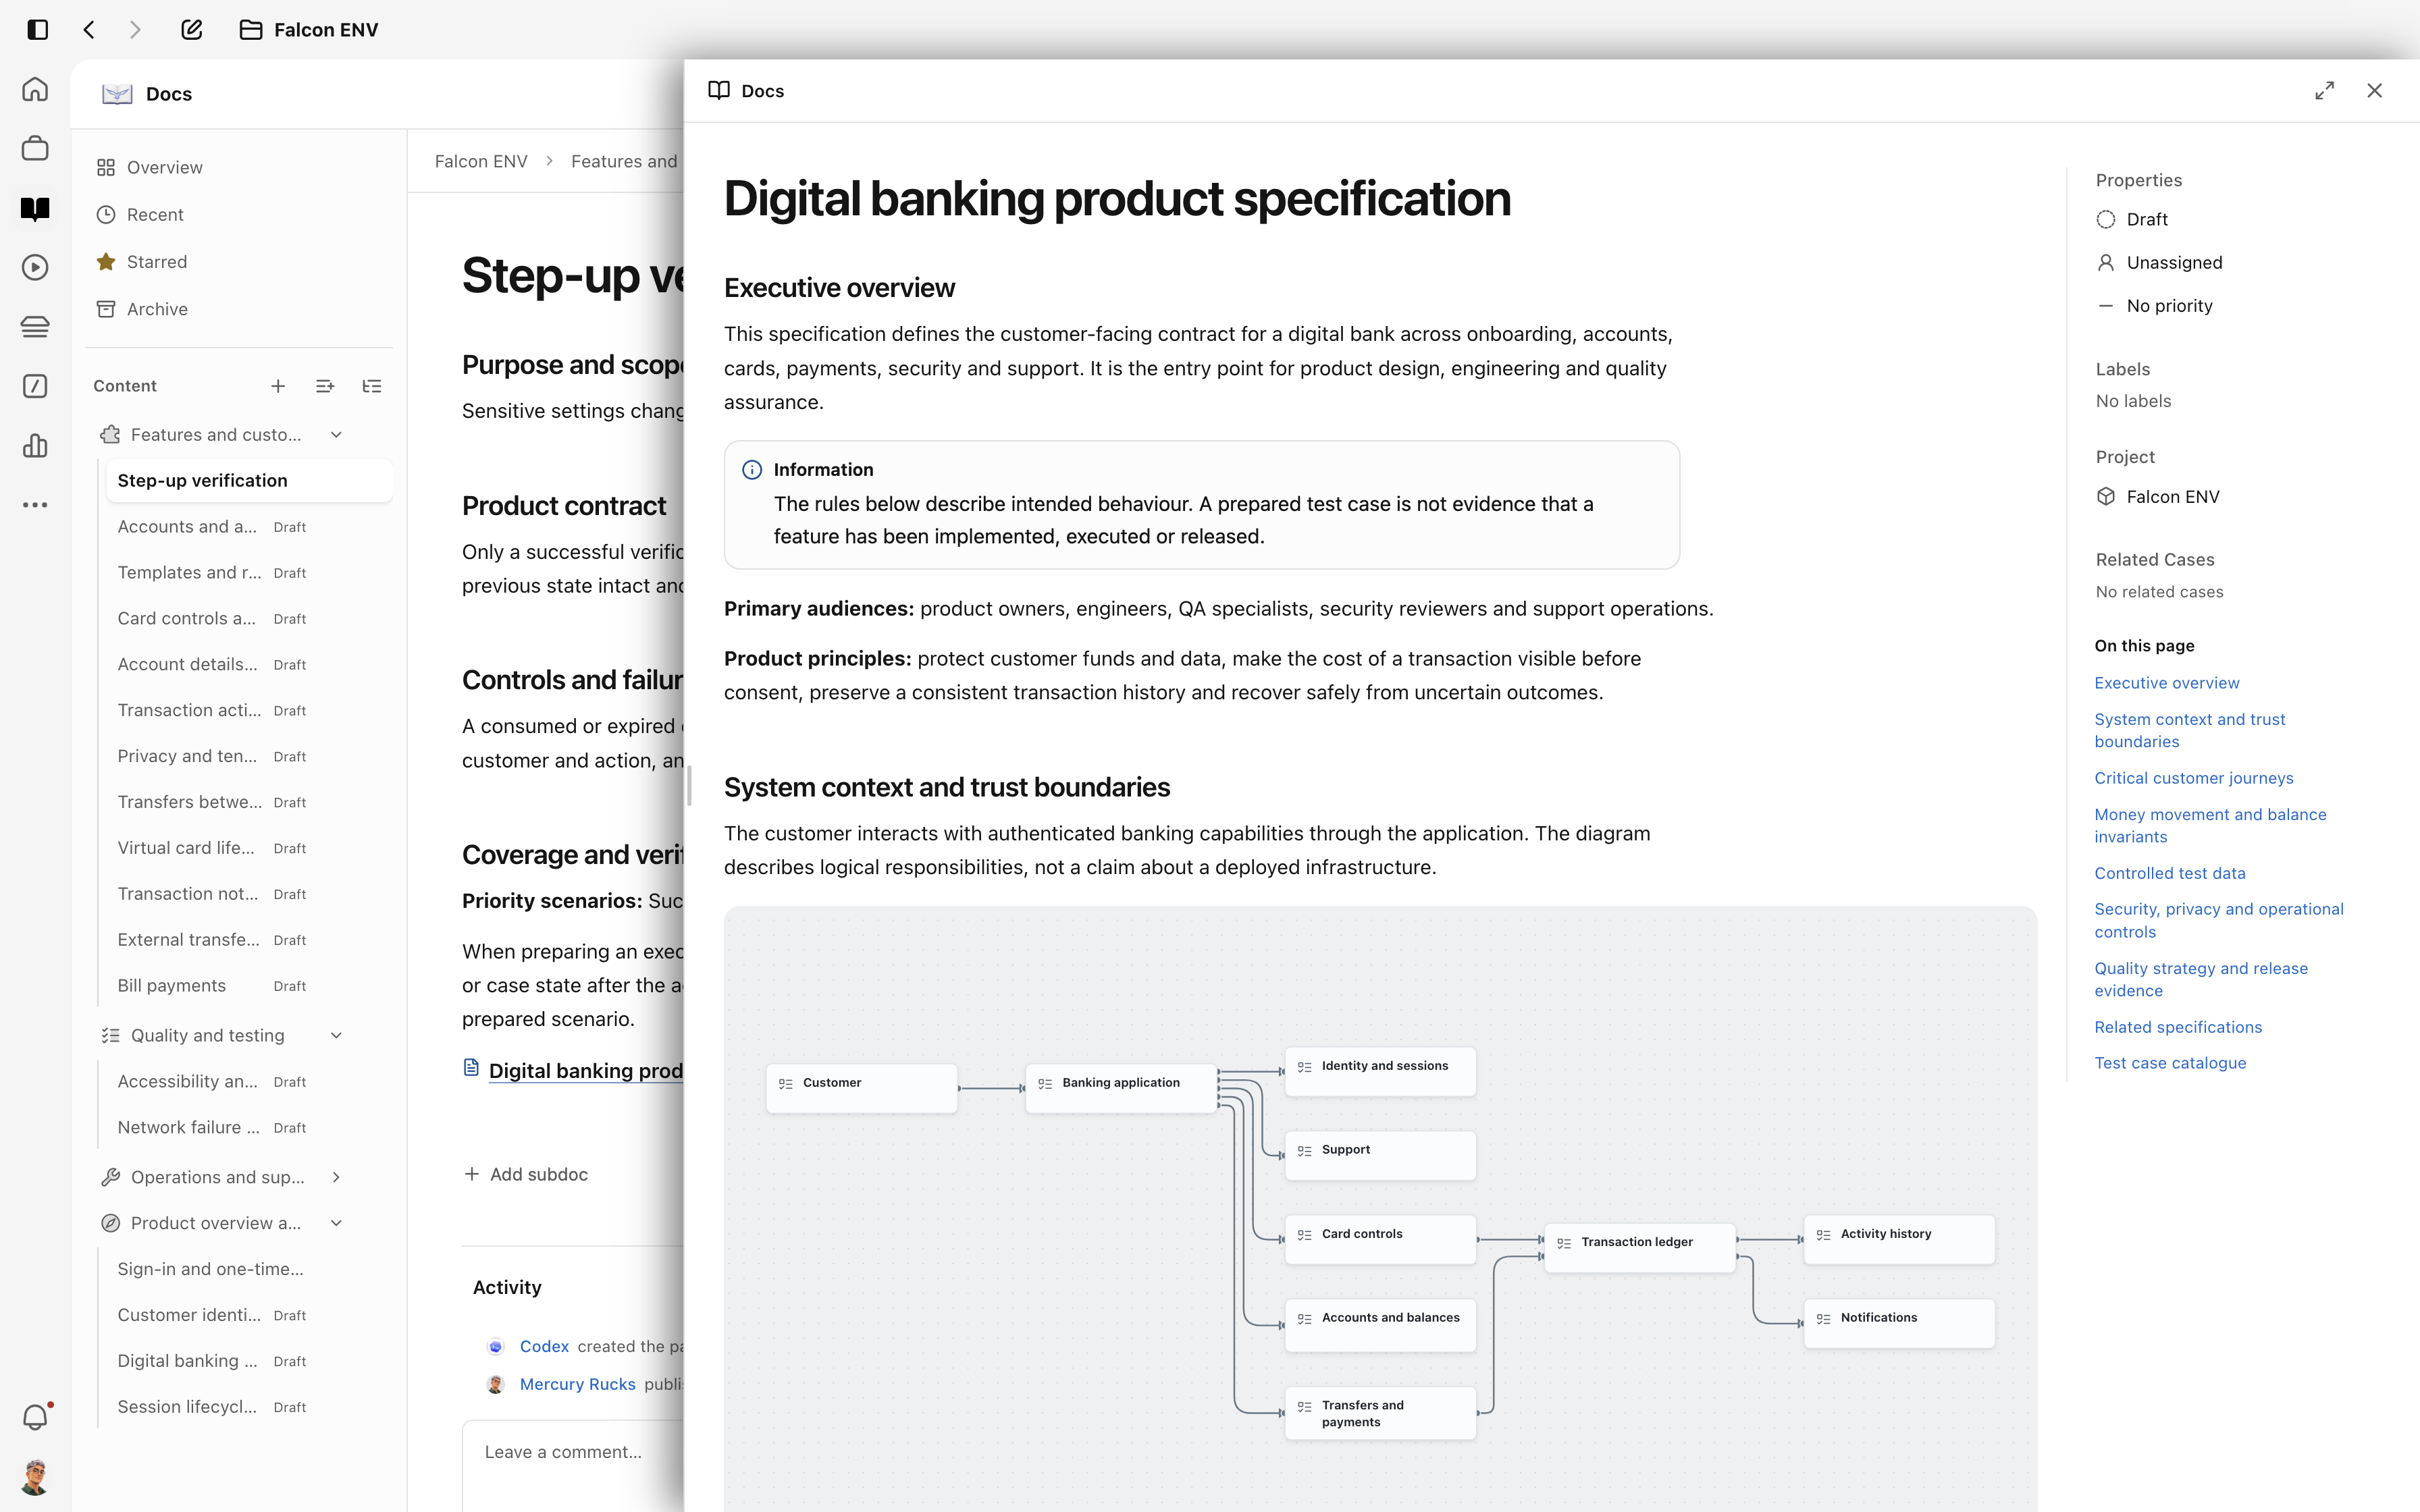 Falcon ENV
Docs
Overview
Recent
Starred
Archive
Content
Features and custo...
Step-up verification
Accounts and a... Draft
Templates and r... Draft
Card controls a... Draft
Account details... Draft
Transaction acti... Draft
Privacy and ten... Draft
Transfers betwe... Draft
Virtual card life... Draft
Transaction not... Draft
External transfe... Draft
Bill payments Draft
Quality and testing
Accessibility an... Draft
Network failure ... Draft
Operations and sup...
Product overview a...
Sign-in and one-time...
Customer identi... Draft
Digital banking ... Draft
Session lifecycl... Draft
Falcon ENV > Features and
Step-up ve
Purpose and scop
Sensitive settings chang
Product contract
Only a successful verific
previous state intact and
Controls and failur
A consumed or expired
customer and action, an
Coverage and verif
Priority scenarios: Suc
When preparing an exec
or case state after the a
prepared scenario.
Digital banking prod
Add subdoc
Activity
Codex created the pa
Mercury Rucks publi
Leave a comment...
Docs
Digital banking product specification
Executive overview
This specification defines the customer-facing contract for a digital bank across onboarding, accounts,
cards, payments, security and support. It is the entry point for product design, engineering and quality
assurance.
Information
The rules below describe intended behaviour. A prepared test case is not evidence that a
feature has been implemented, executed or released.
Primary audiences: product owners, engineers, QA specialists, security reviewers and support operations.
Product principles: protect customer funds and data, make the cost of a transaction visible before
consent, preserve a consistent transaction history and recover safely from uncertain outcomes.
System context and trust boundaries
The customer interacts with authenticated banking capabilities through the application. The diagram
describes logical responsibilities, not a claim about a deployed infrastructure.
Customer
Banking application
Identity and sessions
Support
Card controls
Accounts and balances
Transfers and
payments
Transaction ledger
Activity history
Notifications
Properties
Draft
Unassigned
No priority
Labels
No labels
Project
Falcon ENV
Related Cases
No related cases
On this page
Executive overview
System context and trust
boundaries
Critical customer journeys
Money movement and balance
invariants
Controlled test data
Security, privacy and operational
controls
Quality strategy and release
evidence
Related specifications
Test case catalogue